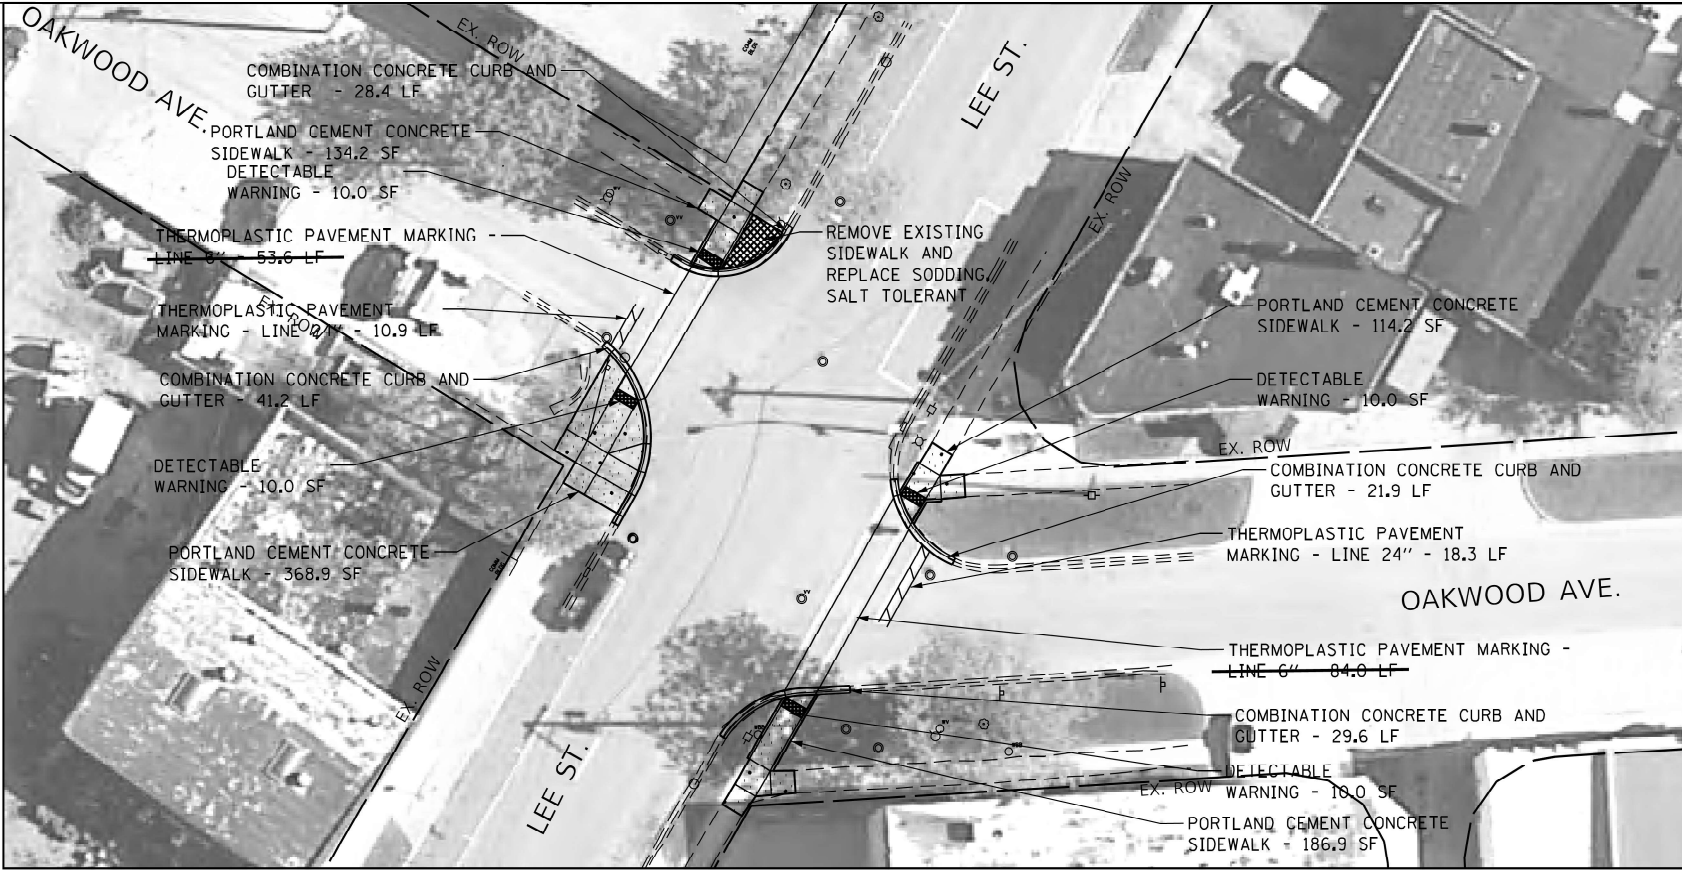 OAKWOOD AVE.
EX. ROW
COMBINATION CONCRETE CURB AND
GUTTER - 28.4 LF
PORTLAND CEMENT CONCRETE
SIDEWALK - 134.2 SF
DETECTABLE
WARNING - 10.0 SF
THERMOPLASTIC PAVEMENT MARKING -
LINE 6" - 53.6 LF
THERMOPLASTIC PAVEMENT
MARKING - LINE 24" - 10.9 LF
EX. ROW
COMBINATION CONCRETE CURB AND
GUTTER - 41.2 LF
DETECTABLE
WARNING - 10.0 SF
PORTLAND CEMENT CONCRETE
SIDEWALK - 368.9 SF
EX. ROW
LEE ST.
LEE ST.
REMOVE EXISTING
SIDEWALK AND
REPLACE SODDING,
SALT TOLERANT
EX. ROW
PORTLAND CEMENT CONCRETE
SIDEWALK - 114.2 SF
DETECTABLE
WARNING - 10.0 SF
EX. ROW
COMBINATION CONCRETE CURB AND
GUTTER - 21.9 LF
THERMOPLASTIC PAVEMENT
MARKING - LINE 24'' - 18.3 LF
OAKWOOD AVE.
THERMOPLASTIC PAVEMENT MARKING -
LINE 6" - 84.0 LF
COMBINATION CONCRETE CURB AND
GUTTER - 29.6 LF
DETECTABLE
WARNING - 10.0 SF
EX. ROW
PORTLAND CEMENT CONCRETE
SIDEWALK - 186.9 SF